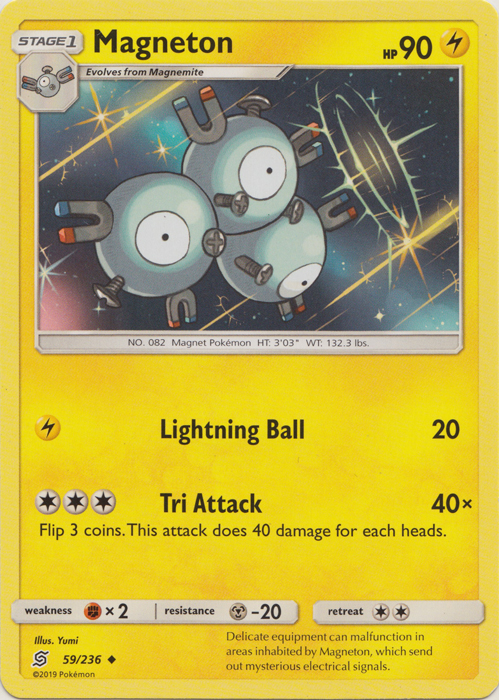 STAGE 1 Magneton HP 90
Evolves from Magnemite
NO. 082 Magnet Pokémon HT: 3'03" WT: 132.3 lbs.
Lightning Ball 20
Tri Attack 40×
Flip 3 coins. This attack does 40 damage for each heads.
weakness × 2 resistance -20 retreat
Illus. Yumi
59/236
©2019 Pokémon
Delicate equipment can malfunction in
areas inhabited by Magneton, which send
out mysterious electrical signals.